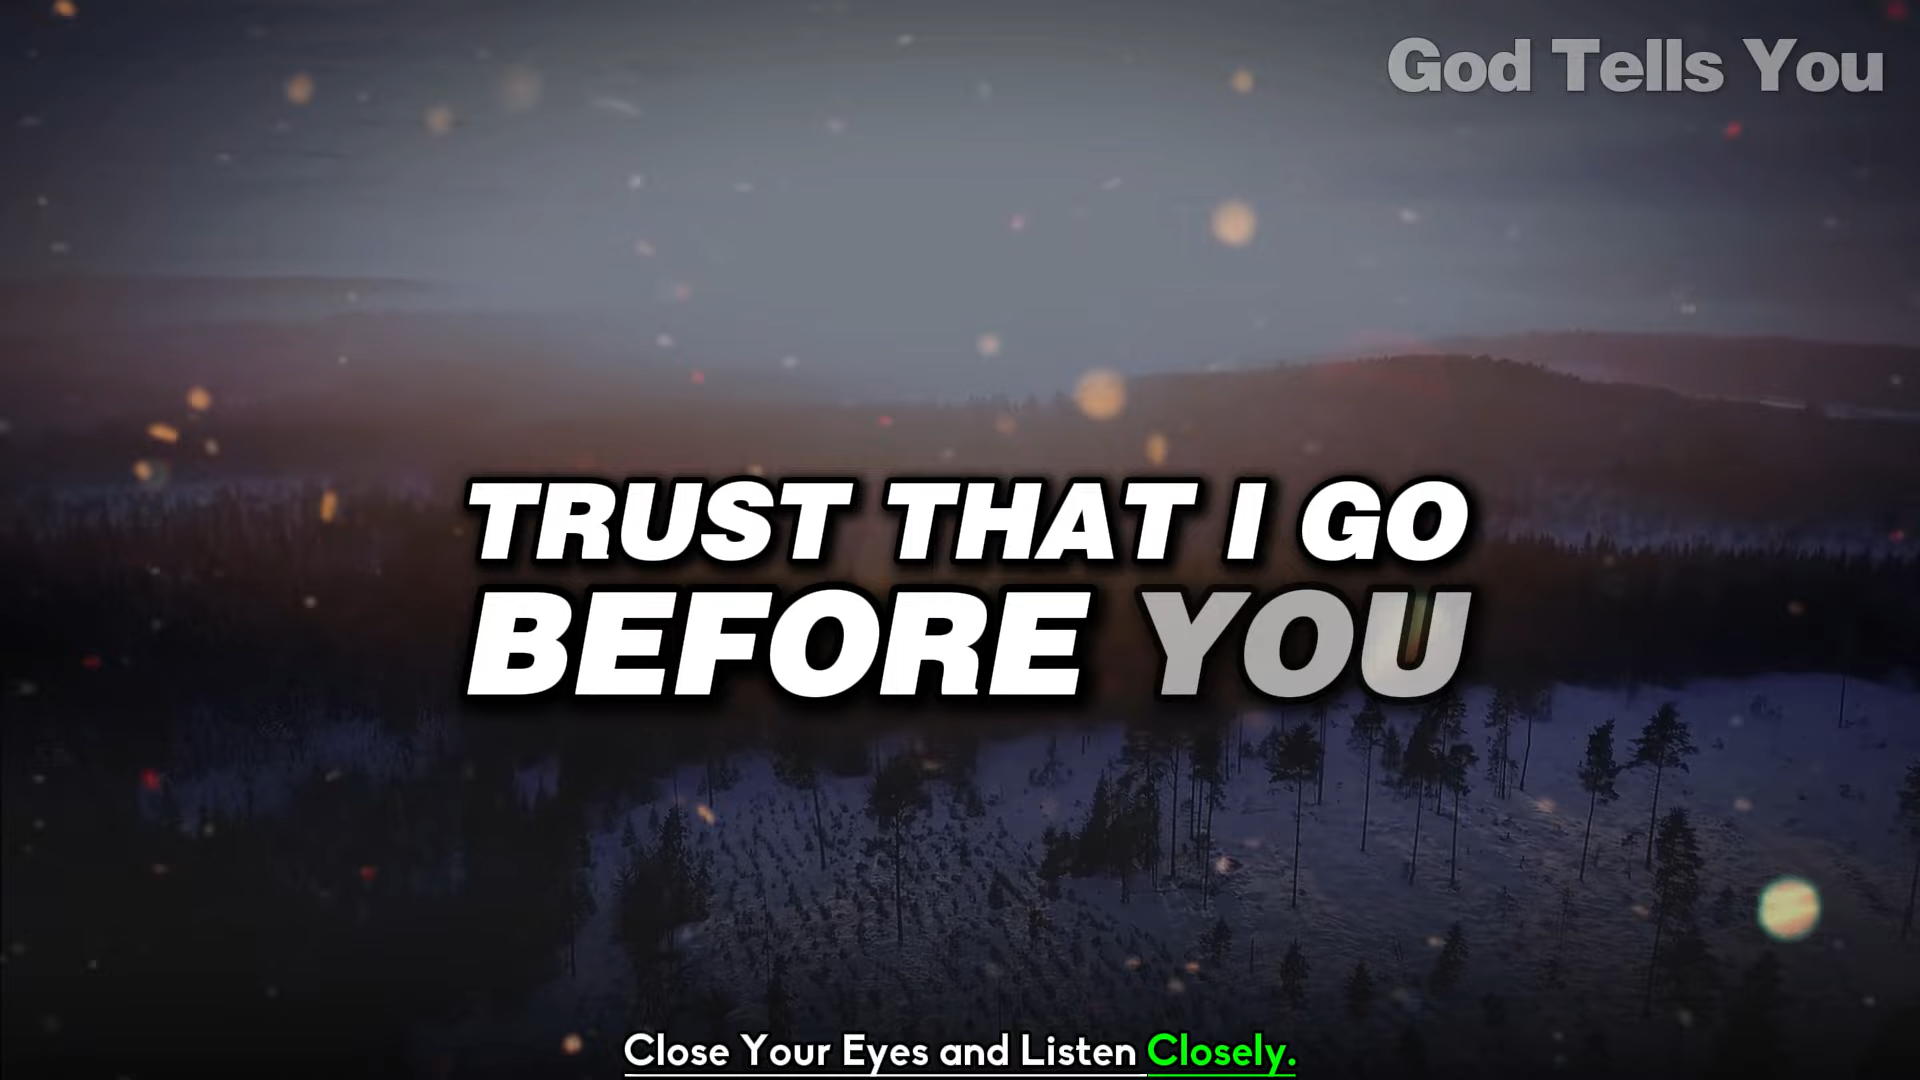 God Tells You
TRUST THAT I GO
BEFORE YOU
Close Your Eyes and Listen Closely.